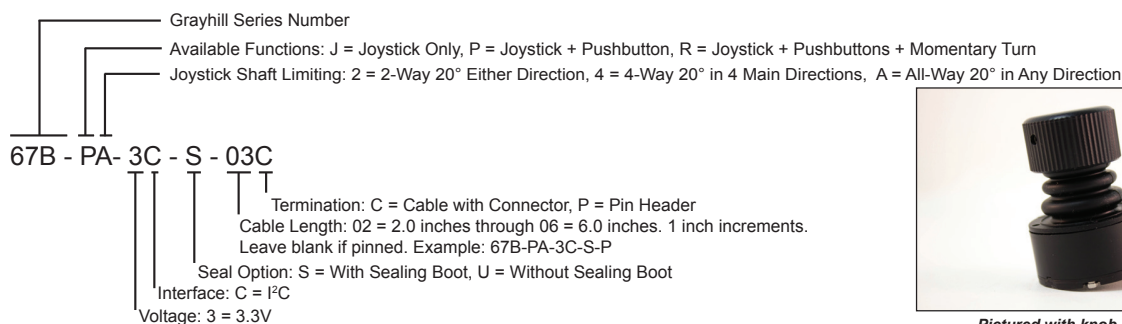 Grayhill Series Number
Available Functions: J = Joystick Only, P = Joystick + Pushbutton, R = Joystick + Pushbuttons + Momentary Turn
Joystick Shaft Limiting: 2 = 2-Way 20° Either Direction, 4 = 4-Way 20° in 4 Main Directions, A = All-Way 20° in Any Direction
67B - PA- 3C - S - 03C
Termination: C = Cable with Connector, P = Pin Header
Cable Length: 02 = 2.0 inches through 06 = 6.0 inches. 1 inch increments.
Leave blank if pinned. Example: 67B-PA-3C-S-P
Seal Option: S = With Sealing Boot, U = Without Sealing Boot
Interface: C = I²C
Voltage: 3 = 3.3V
Pictured with knob